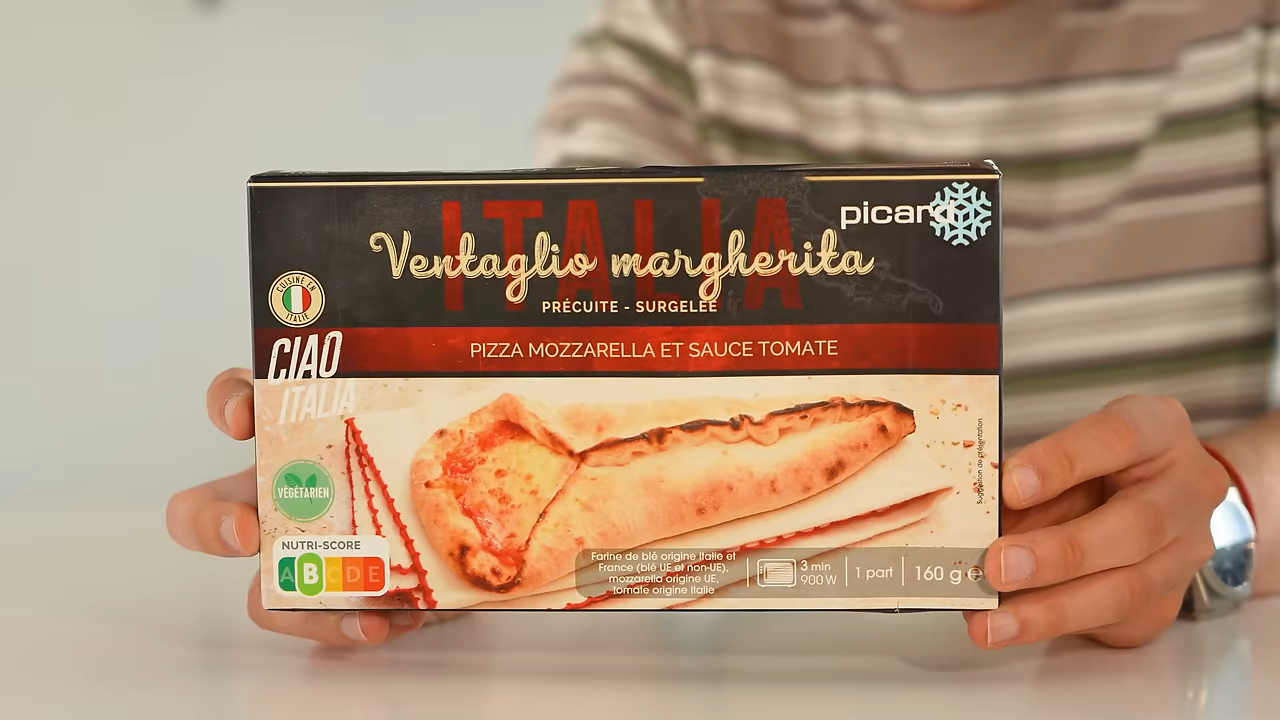 ITALIA
picard
Ventaglio margherita
PRÉCUITE - SURGELÉE
CUISINÉ EN
ITALIE
CIAO
ITALIA
PIZZA MOZZARELLA ET SAUCE TOMATE
Suggestion de présentation
VÉGÉTARIEN
NUTRI-SCORE
A B C D E
Farine de blé origine Italie et
France (blé UE et non-UE),
mozzarella origine UE,
tomate origine Italie
3 min
900 W
1 part
160 g e